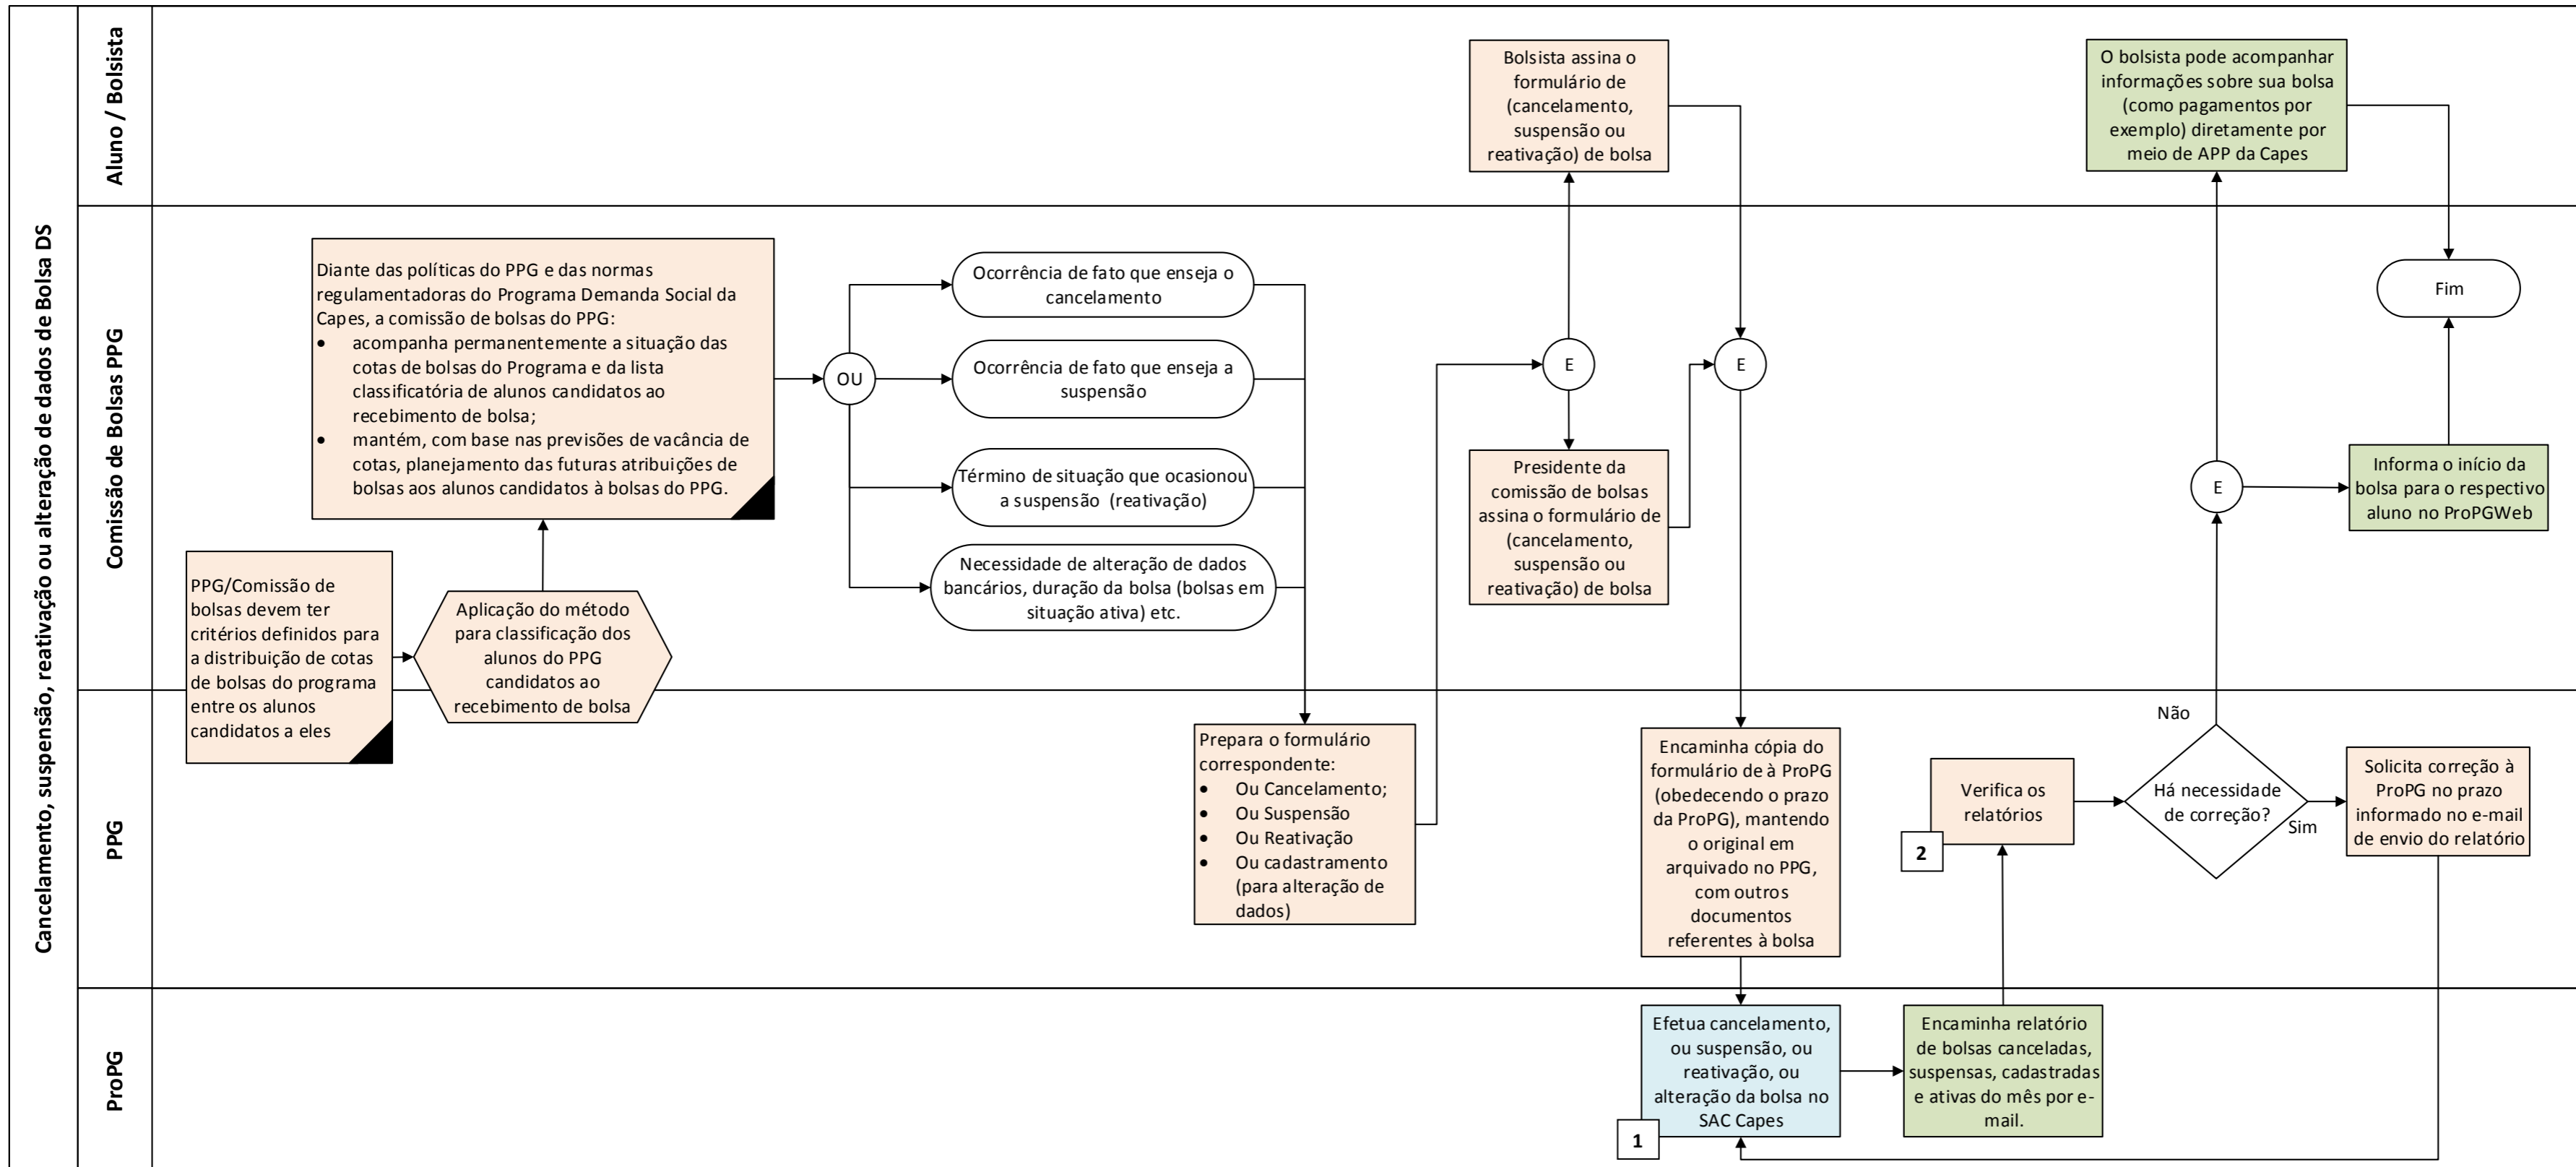 Cancelamento, suspensão, reativação ou alteração de dados de Bolsa DS
Aluno / Bolsista
Bolsista assina o
formulário de
(cancelamento,
suspensão ou
reativação) de bolsa
O bolsista pode acompanhar
informações sobre sua bolsa
(como pagamentos por
exemplo) diretamente por
meio de APP da Capes
Comissão de Bolsas PPG
PPG/Comissão de
bolsas devem ter
critérios definidos para
a distribuição de cotas
de bolsas do programa
entre os alunos
candidatos a eles
Aplicação do método
para classificação dos
alunos do PPG
candidatos ao
recebimento de bolsa
Diante das políticas do PPG e das normas
regulamentadoras do Programa Demanda Social da
Capes, a comissão de bolsas do PPG:
• acompanha permanentemente a situação das
cotas de bolsas do Programa e da lista
classificatória de alunos candidatos ao
recebimento de bolsa;
• mantém, com base nas previsões de vacância de
cotas, planejamento das futuras atribuições de
bolsas aos alunos candidatos à bolsas do PPG.
OU
Ocorrência de fato que enseja o
cancelamento
Ocorrência de fato que enseja a
suspensão
Término de situação que ocasionou
a suspensão (reativação)
Necessidade de alteração de dados
bancários, duração da bolsa (bolsas em
situação ativa) etc.
E
Presidente da
comissão de bolsas
assina o formulário de
(cancelamento,
suspensão ou
reativação) de bolsa
E
E
Informa o início da
bolsa para o respectivo
aluno no ProPGWeb
Fim
PPG
Prepara o formulário
correspondente:
• Ou Cancelamento;
• Ou Suspensão
• Ou Reativação
• Ou cadastramento
(para alteração de
dados)
Encaminha cópia do
formulário de à ProPG
(obedecendo o prazo
da ProPG), mantendo
o original em
arquivado no PPG,
com outros
documentos
referentes à bolsa
Verifica os
relatórios
2
Há necessidade
de correção?
Não
Sim
Solicita correção à
ProPG no prazo
informado no e-mail
de envio do relatório
ProPG
Efetua cancelamento,
ou suspensão, ou
reativação, ou
alteração da bolsa no
SAC Capes
1
Encaminha relatório
de bolsas canceladas,
suspensas, cadastradas
e ativas do mês por e-
mail.